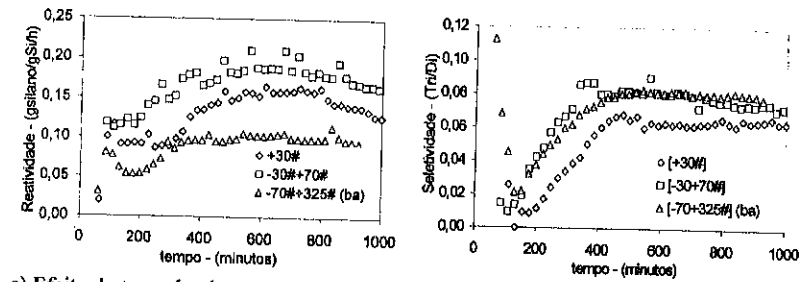 Reatividade - (gsilano/gSi/h)
0,25
0,20
0,15
0,10
0,05
0,00
0 200 400 600 800 1000
tempo - (minutos)
+30#
-30#+70#
-70#+325# (ba)
Seletividade - (Tri/Di)
0,12
0,10
0,08
0,06
0,04
0,02
0,00
0 200 400 600 800 1000
tempo - (minutos)
[+30#]
[-30+70#]
[-70+325#] (ba)